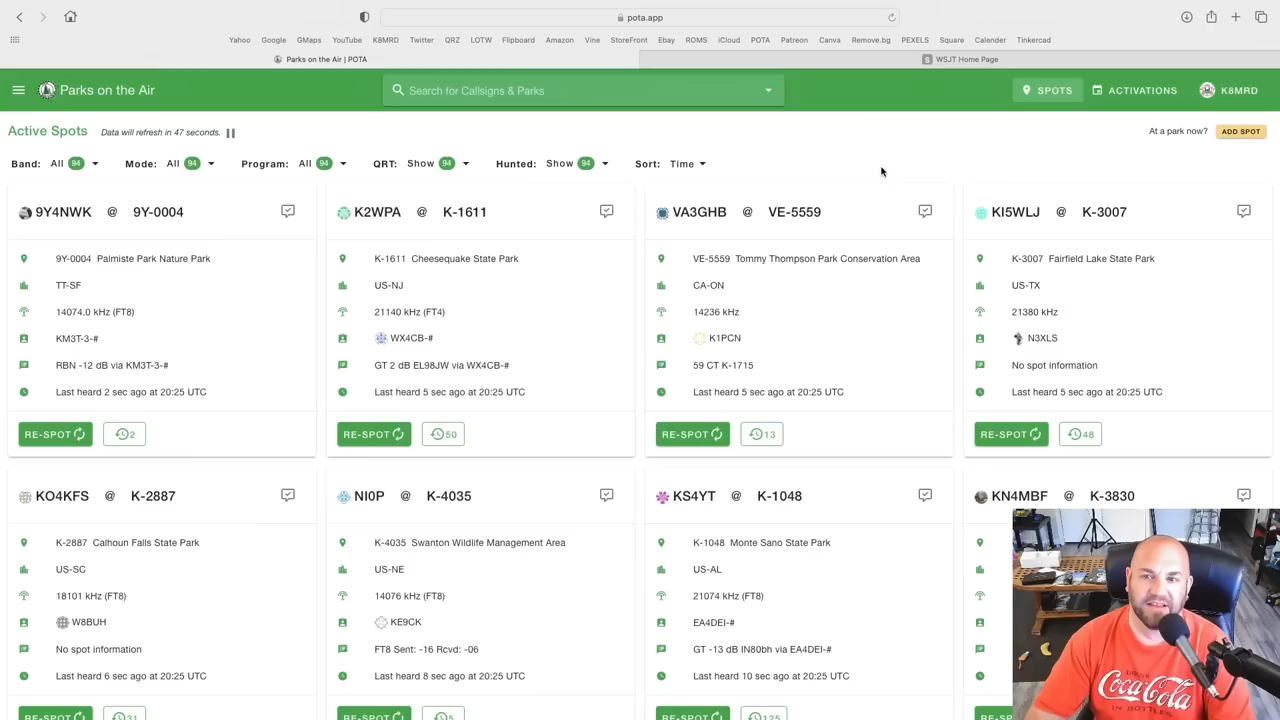 pota.app
Yahoo Google GMaps YouTube K8MRD Twitter QRZ LOTW Flipboard Amazon Vine StoreFront Ebay ROMS iCloud POTA Patreon Canva Remove.bg PEXELS Square Calender Tinkercad
Parks on the Air | POTA
S WSJT Home Page
Parks on the Air
Search for Callsigns & Parks
SPOTS
ACTIVATIONS
K8MRD
Active Spots Data will refresh in 47 seconds.
At a park now? ADD SPOT
Band: All 94 Mode: All 94 Program: All 94 QRT: Show 94 Hunted: Show 94 Sort: Time
9Y4NWK @ 9Y-0004
9Y-0004 Palmiste Park Nature Park
TT-SF
14074.0 kHz (FT8)
KM3T-3-#
RBN -12 dB via KM3T-3-#
Last heard 2 sec ago at 20:25 UTC
RE-SPOT 2
K2WPA @ K-1611
K-1611 Cheesequake State Park
US-NJ
21140 kHz (FT4)
WX4CB-#
GT 2 dB EL98JW via WX4CB-#
Last heard 5 sec ago at 20:25 UTC
RE-SPOT 50
VA3GHB @ VE-5559
VE-5559 Tommy Thompson Park Conservation Area
CA-ON
14236 kHz
K1PCN
59 CT K-1715
Last heard 5 sec ago at 20:25 UTC
RE-SPOT 13
KI5WLJ @ K-3007
K-3007 Fairfield Lake State Park
US-TX
21380 kHz
N3XLS
No spot information
Last heard 5 sec ago at 20:25 UTC
RE-SPOT 48
KO4KFS @ K-2887
K-2887 Calhoun Falls State Park
US-SC
18101 kHz (FT8)
W8BUH
No spot information
Last heard 6 sec ago at 20:25 UTC
RE-SPOT 31
NI0P @ K-4035
K-4035 Swanton Wildlife Management Area
US-NE
14076 kHz (FT8)
KE9CK
FT8 Sent: -16 Rcvd: -06
Last heard 8 sec ago at 20:25 UTC
RE-SPOT 5
KS4YT @ K-1048
K-1048 Monte Sano State Park
US-AL
21074 kHz (FT8)
EA4DEI-#
GT -13 dB IN80bh via EA4DEI-#
Last heard 10 sec ago at 20:25 UTC
RE-SPOT 125
KN4MBF @ K-3830
DRINK
Coca-Cola
IN BOTTLES